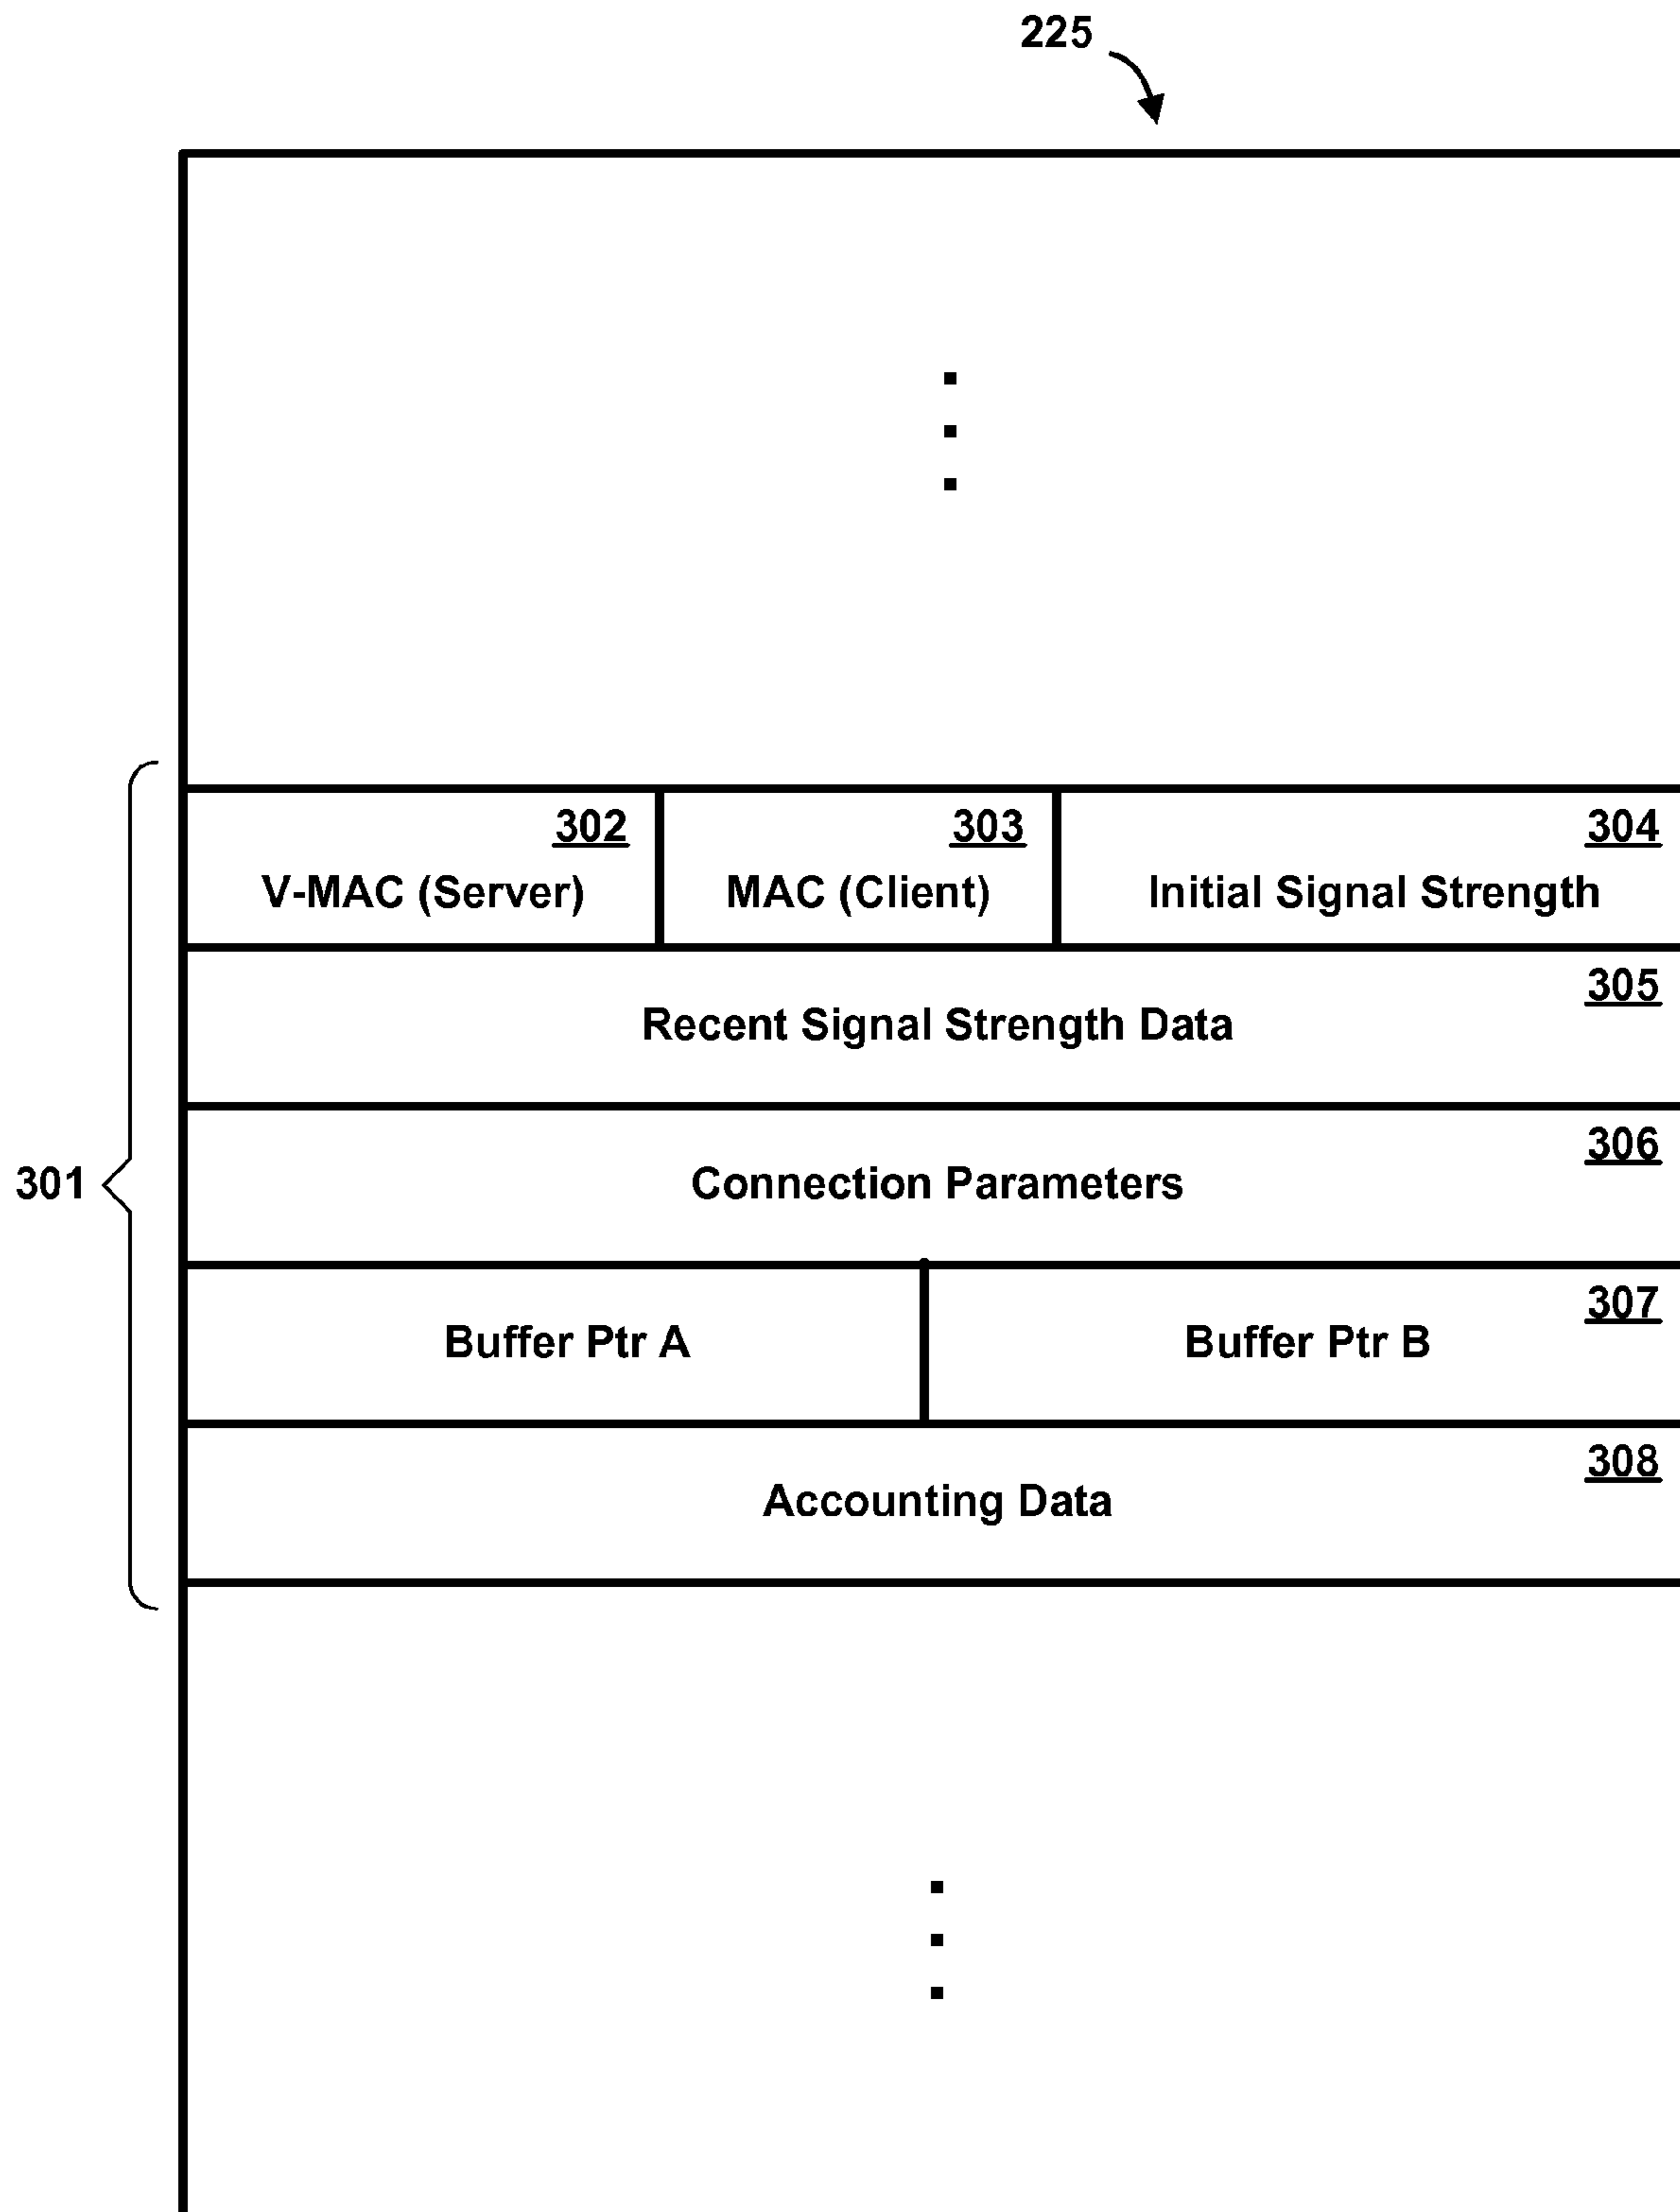 225
302
303
304
V-MAC (Server)
MAC (Client)
Initial Signal Strength
305
Recent Signal Strength Data
306
301
Connection Parameters
307
Buffer Ptr A
Buffer Ptr B
308
Accounting Data